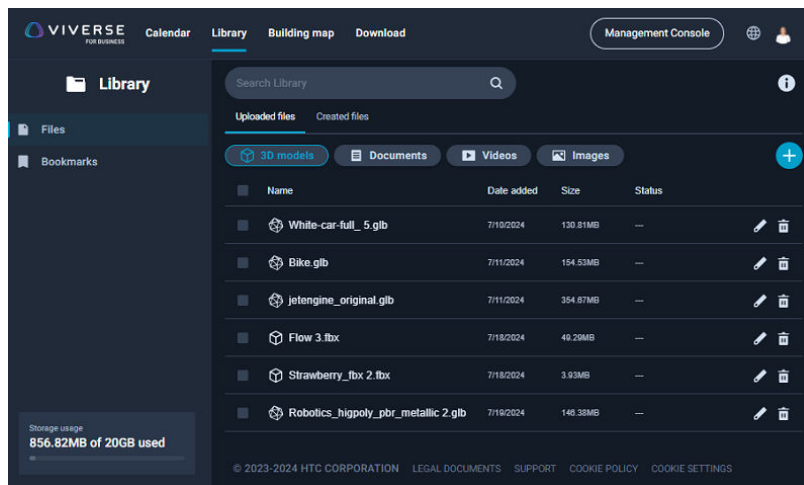 VIVERSE
FOR BUSINESS
Calendar
Library
Building map
Download
Management Console
Library
Files
Bookmarks
Storage usage
856.82MB of 20GB used
Search Library
Uploaded files
Created files
3D models
Documents
Videos
Images
Name Date added Size Status
White-car-full_ 5.glb 7/10/2024 130.81MB ---
Bike.glb 7/11/2024 154.53MB ---
jetengine_original.glb 7/11/2024 354.67MB ---
Flow 3.fbx 7/18/2024 49.29MB ---
Strawberry_fbx 2.fbx 7/18/2024 3.93MB ---
Robotics_higpoly_pbr_metallic 2.glb 7/19/2024 146.38MB ---
© 2023-2024 HTC CORPORATION LEGAL DOCUMENTS SUPPORT COOKIE POLICY COOKIE SETTINGS